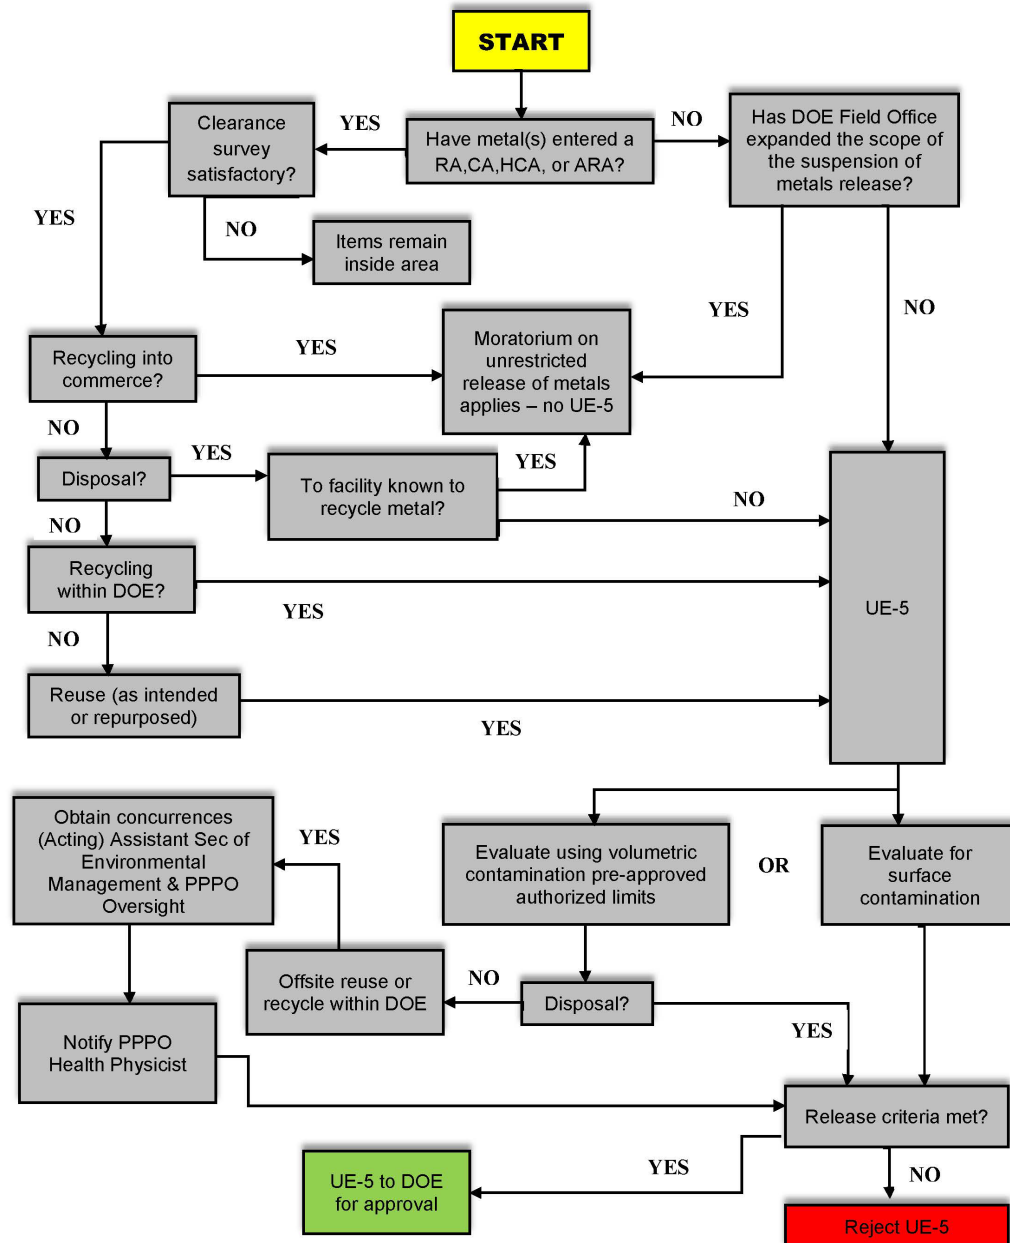 START
Clearance
survey
satisfactory?
YES
Have metal(s) entered a
RA,CA,HCA, or ARA?
NO
Has DOE Field Office
expanded the scope of
the suspension of
metals release?
YES
NO
Items remain
inside area
YES
NO
Recycling into
commerce?
YES
Moratorium on
unrestricted
release of metals
applies – no UE-5
NO
Disposal?
YES
To facility known to
recycle metal?
YES
NO
NO
Recycling
within DOE?
YES
UE-5
NO
Reuse (as intended
or repurposed)
YES
Obtain concurrences
(Acting) Assistant Sec of
Environmental
Management & PPPO
Oversight
YES
Evaluate using volumetric
contamination pre-approved
authorized limits
OR
Evaluate for
surface
contamination
Offsite reuse or
recycle within DOE
NO
Disposal?
YES
Notify PPPO
Health Physicist
Release criteria met?
UE-5 to DOE
for approval
YES
NO
Reject UE-5